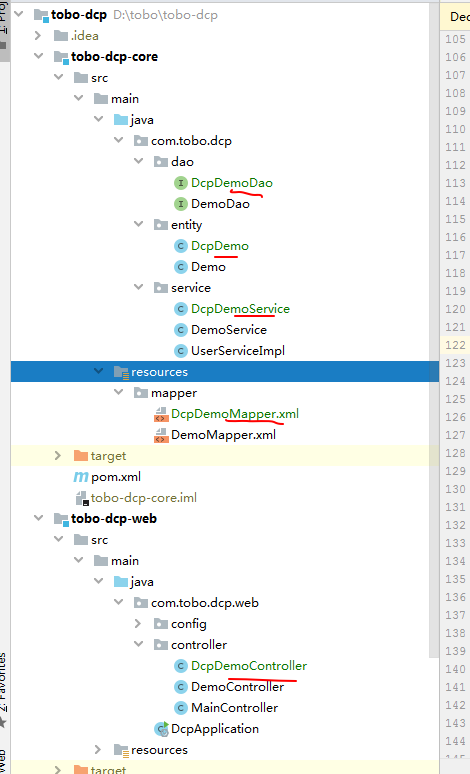 1: Proj
tobo-dcp D:\tobo\tobo-dcp
.idea
tobo-dcp-core
src
main
java
com.tobo.dcp
dao
DcpDemoDao
DemoDao
entity
DcpDemo
Demo
service
DcpDemoService
DemoService
UserServiceImpl
resources
mapper
DcpDemoMapper.xml
DemoMapper.xml
target
pom.xml
tobo-dcp-core.iml
tobo-dcp-web
src
main
java
com.tobo.dcp.web
config
controller
DcpDemoController
DemoController
MainController
DcpApplication
resources
target
2: Favorites
Web
Dec
105
106
107
108
109
110
111
112
113
114
115
116
117
118
119
120
121
122
123
124
125
126
127
128
129
130
131
132
133
134
135
136
137
138
139
140
141
142
143
144
145